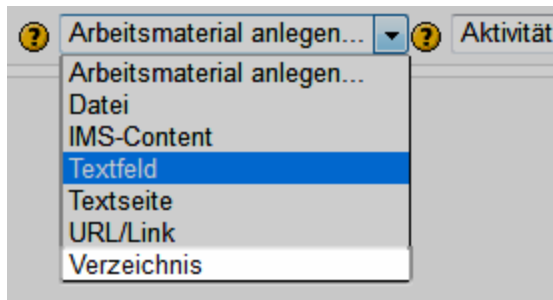 ? Arbeitsmaterial anlegen... ? Aktivität
Arbeitsmaterial anlegen...
Datei
IMS-Content
Textfeld
Textseite
URL/Link
Verzeichnis